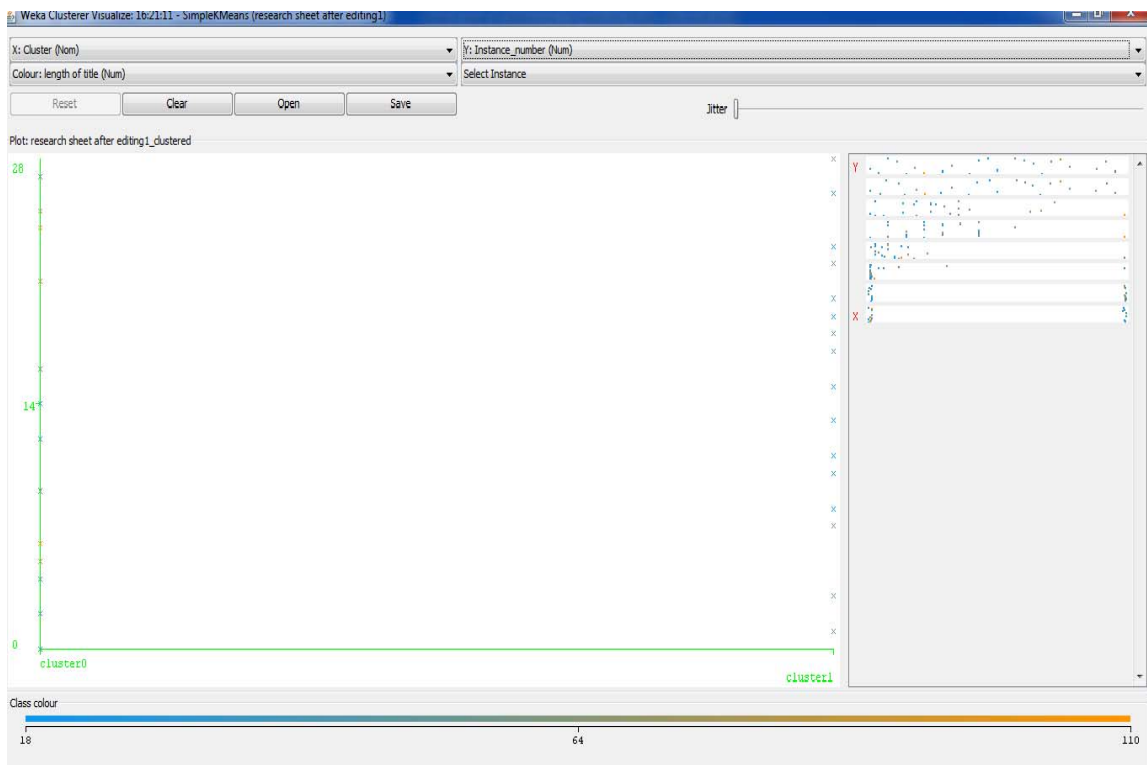 Weka Clusterer Visualize: 16:21:11 - SimpleKMeans (research sheet after editing1)
X: Cluster (Nom) Y: Instance_number (Num)
Colour: length of title (Num) Select Instance
Reset Clear Open Save Jitter
Plot: research sheet after editing1_clustered
28
Y
X
14
0
cluster0
cluster1
Class colour
18 64 110